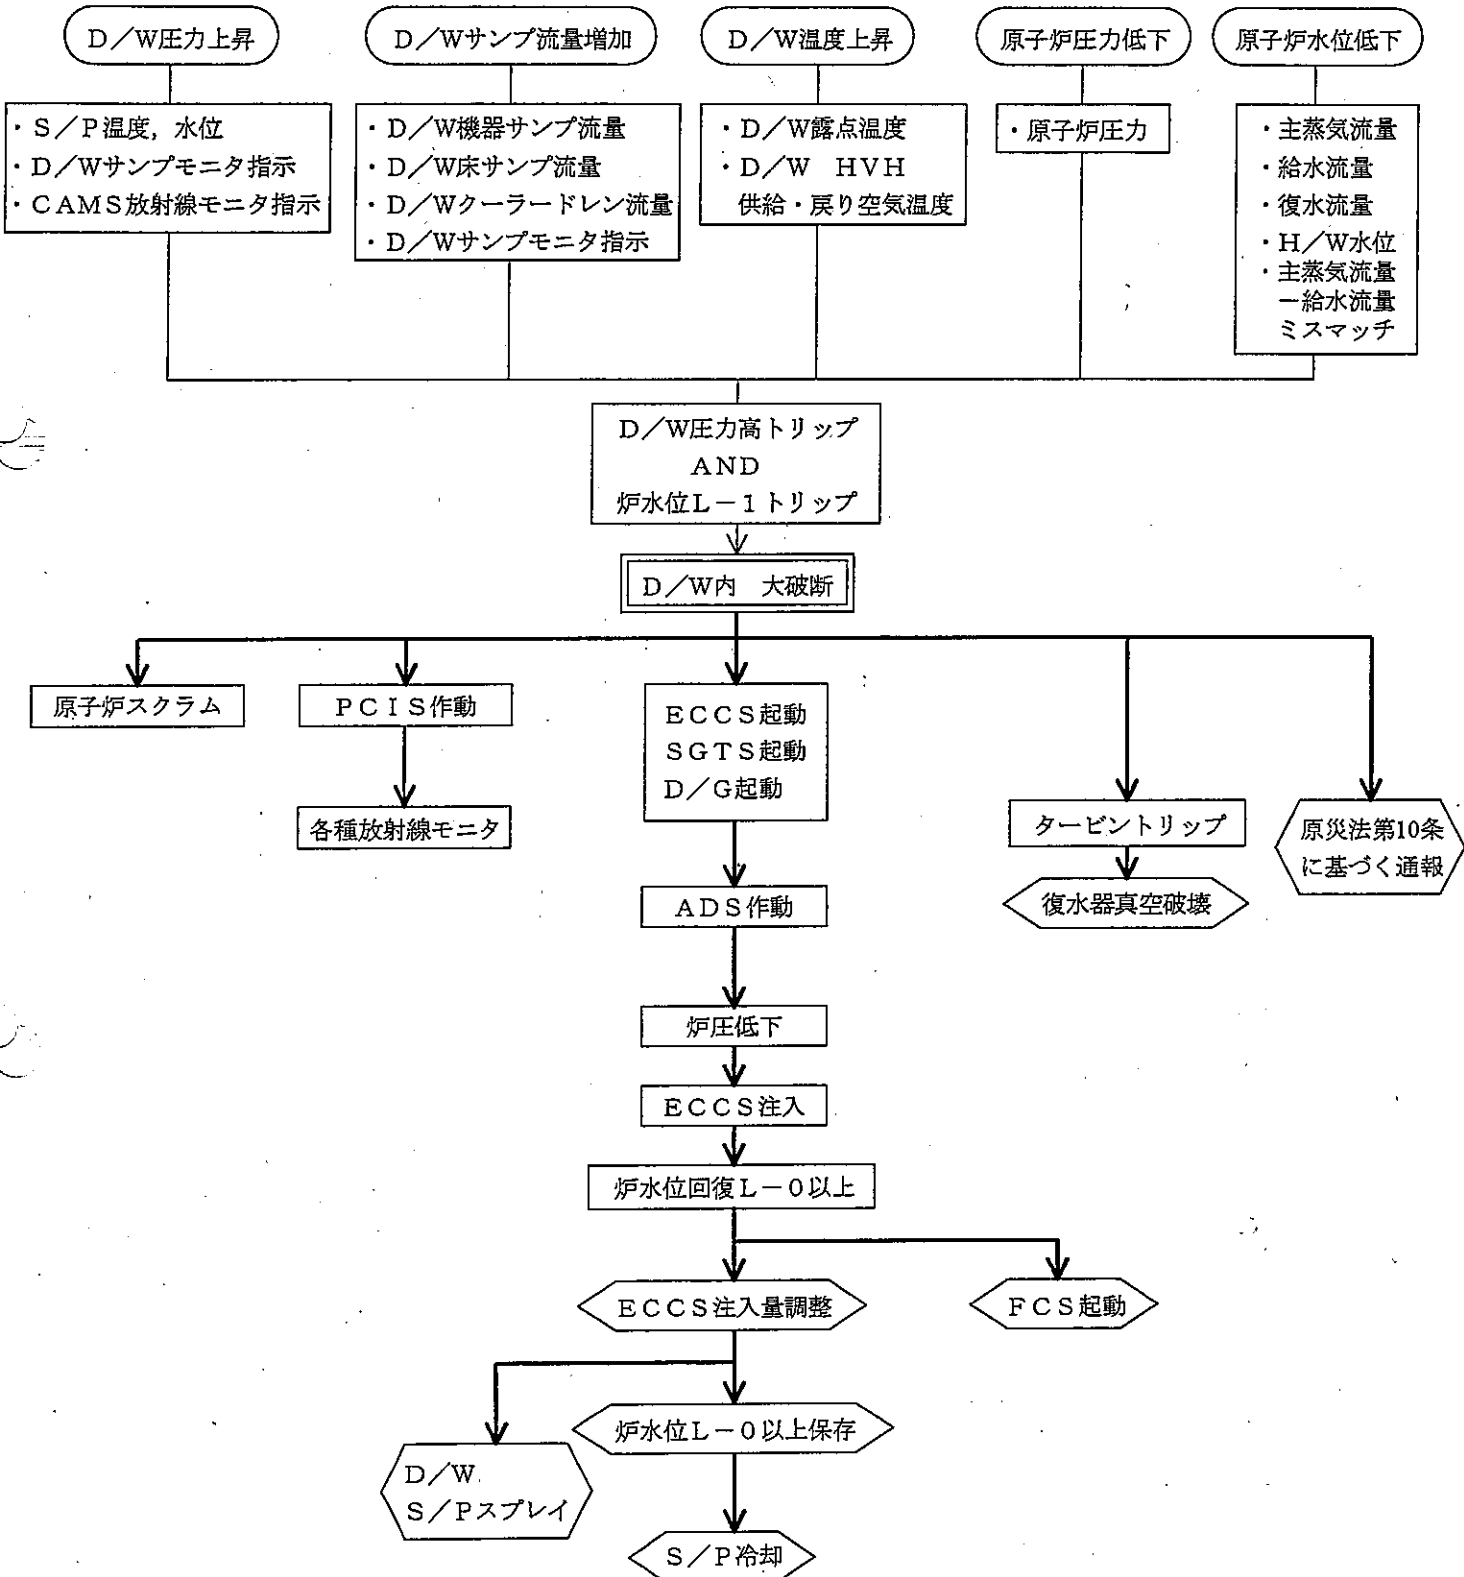 D／W圧力上昇
D／Wサンプ流量増加
D／W温度上昇
原子炉圧力低下
原子炉水位低下
・S／P温度，水位
・D／Wサンプモニタ指示
・CAMS放射線モニタ指示
・D／W機器サンプ流量
・D／W床サンプ流量
・D／Wクーラードレン流量
・D／Wサンプモニタ指示
・D／W露点温度
・D／W　HVH
供給・戻り空気温度
・原子炉圧力
・主蒸気流量
・給水流量
・復水流量
・H／W水位
・主蒸気流量
－給水流量
ミスマッチ
D／W圧力高トリップ
AND
炉水位L－1トリップ
D／W内　大破断
原子炉スクラム
PCIS作動
ECCS起動
SGTS起動
D／G起動
各種放射線モニタ
タービントリップ
原災法第10条
に基づく通報
ADS作動
復水器真空破壊
炉圧低下
ECCS注入
炉水位回復L－0以上
ECCS注入量調整
FCS起動
炉水位L－0以上保存
D／W
S／Pスプレイ
S／P冷却